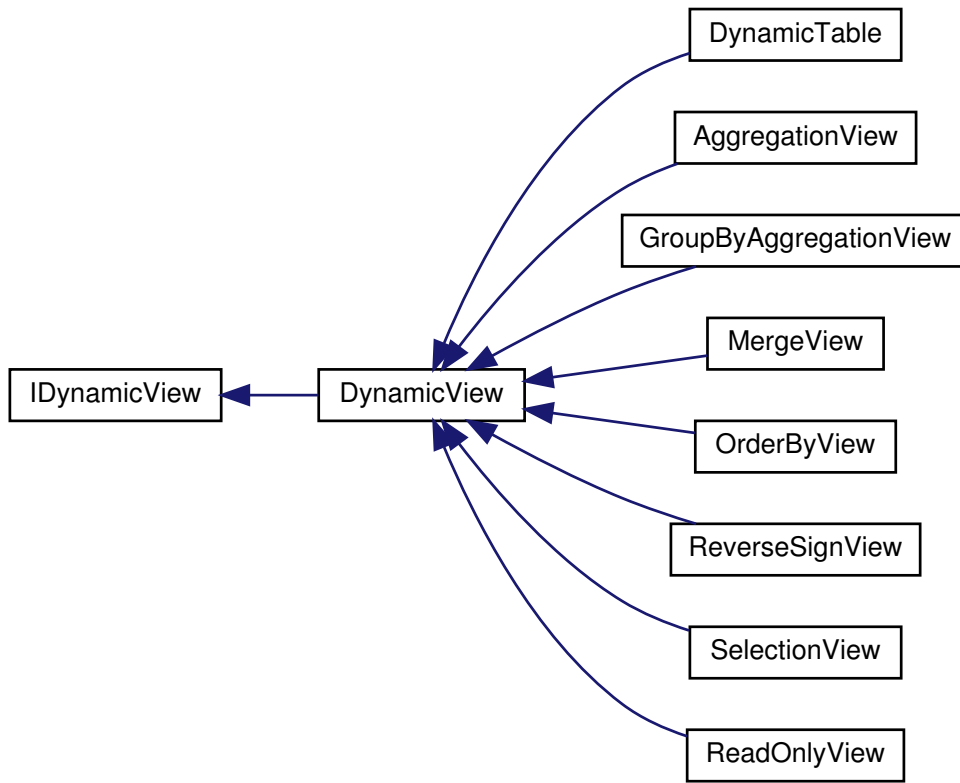 DynamicTable
AggregationView
GroupByAggregationView
MergeView
IDynamicView
DynamicView
OrderByView
ReverseSignView
SelectionView
ReadOnlyView